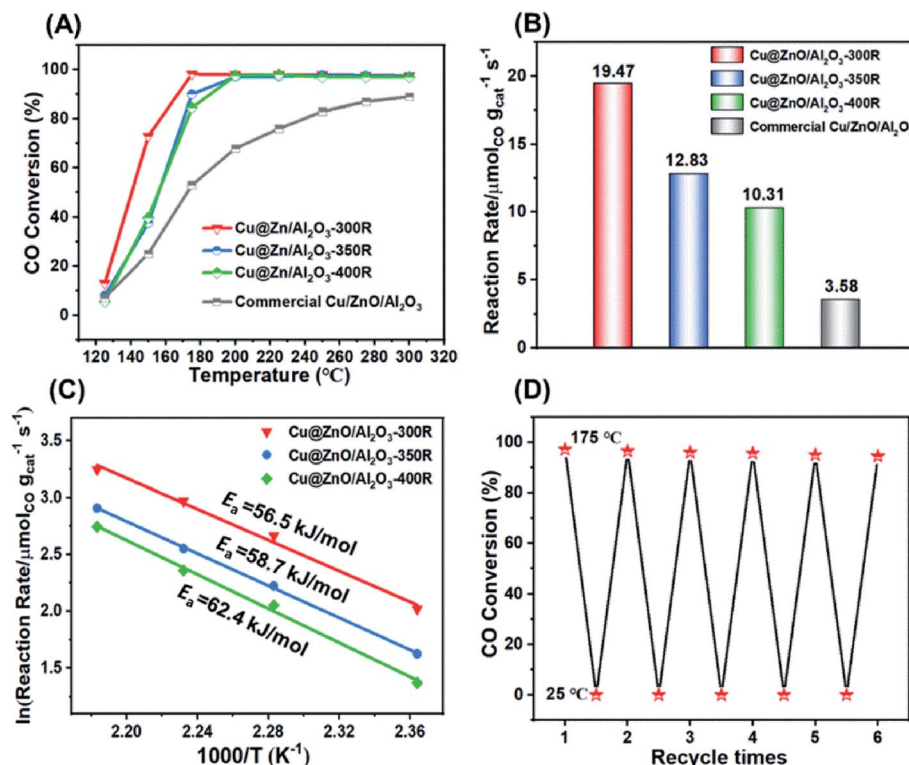 (A)
CO Conversion (%)
100
80
60
40
20
0
Cu@Zn/Al₂O₃-300R
Cu@Zn/Al₂O₃-350R
Cu@Zn/Al₂O₃-400R
Commercial Cu/ZnO/Al₂O₃
120 140 160 180 200 220 240 260 280 300 320
Temperature (℃)
(B)
Reaction Rate/μmol_CO g_cat⁻¹ s⁻¹
20
15
10
5
0
Cu@ZnO/Al₂O₃-300R
Cu@ZnO/Al₂O₃-350R
Cu@ZnO/Al₂O₃-400R
Commercial Cu/ZnO/Al₂O
19.47
12.83
10.31
3.58
(C)
ln(Reaction Rate/μmol_CO g_cat⁻¹ s⁻¹)
3.5
3.0
2.5
2.0
1.5
Cu@ZnO/Al₂O₃-300R
Cu@ZnO/Al₂O₃-350R
Cu@ZnO/Al₂O₃-400R
Eₐ=56.5 kJ/mol
Eₐ=58.7 kJ/mol
Eₐ=62.4 kJ/mol
2.20 2.24 2.28 2.32 2.36
1000/T (K⁻¹)
(D)
CO Conversion (%)
100
80
60
40
20
0
175 ℃
25 ℃
1 2 3 4 5 6
Recycle times